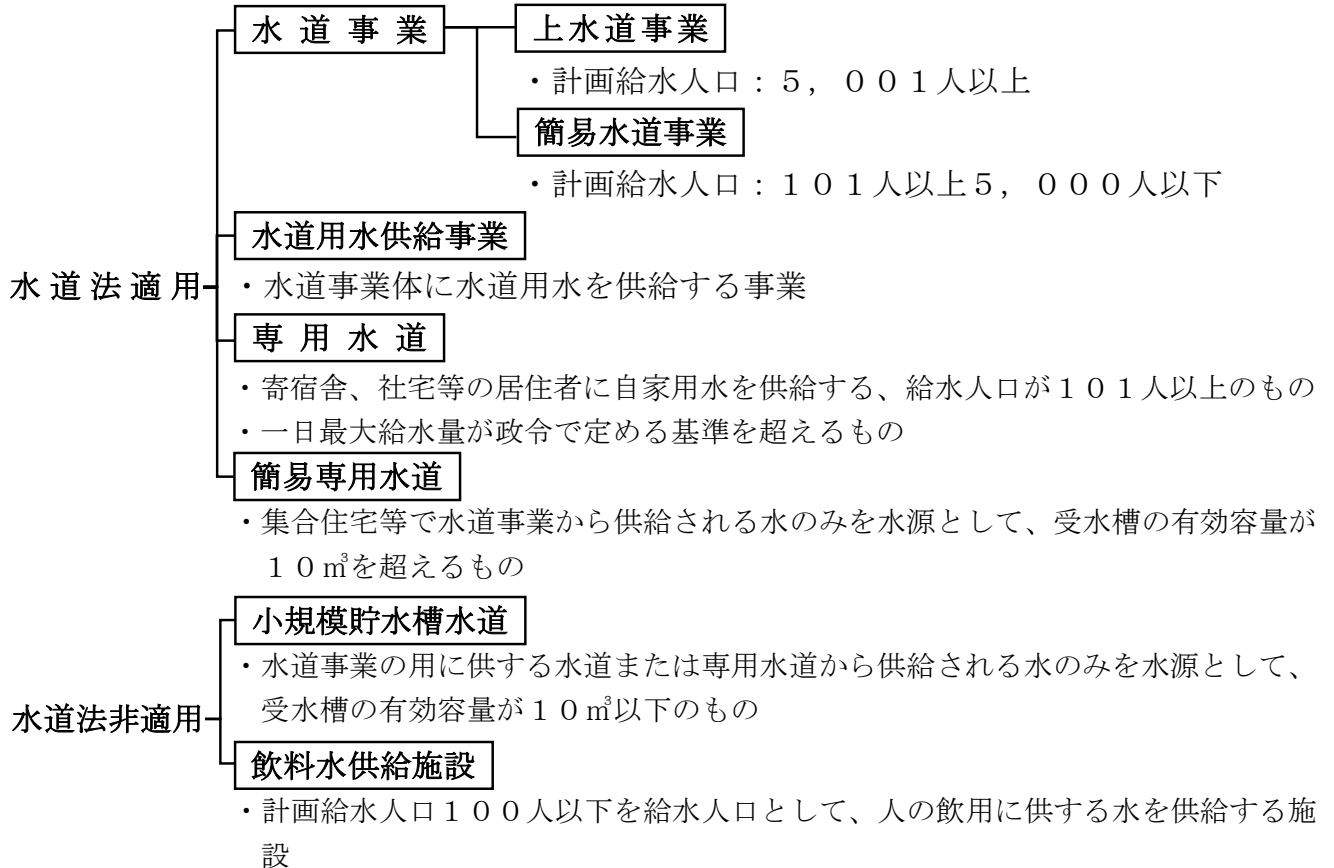 水道事業 上水道事業
・計画給水人口：５，００１人以上
簡易水道事業
・計画給水人口：１０１人以上５，０００人以下
水道用水供給事業
水道法適用 ・水道事業体に水道用水を供給する事業
専用水道
・寄宿舎、社宅等の居住者に自家用水を供給する、給水人口が１０１人以上のもの
・一日最大給水量が政令で定める基準を超えるもの
簡易専用水道
・集合住宅等で水道事業から供給される水のみを水源として、受水槽の有効容量が
１０㎥を超えるもの
小規模貯水槽水道
・水道事業の用に供する水道または専用水道から供給される水のみを水源として、
水道法非適用 受水槽の有効容量が１０㎥以下のもの
飲料水供給施設
・計画給水人口１００人以下を給水人口として、人の飲用に供する水を供給する施
設